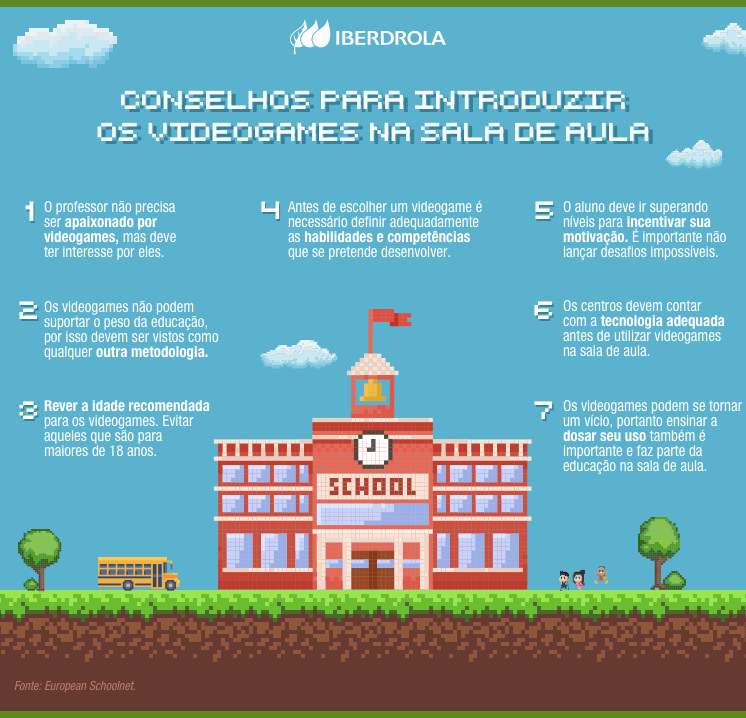 IBERDROLA
CONSELHOS PARA INTRODUZIR
OS VIDEOGAMES NA SALA DE AULA
1
O professor não precisa
ser apaixonado por
videogames, mas deve
ter interesse por eles.
2
Os videogames não podem
suportar o peso da educação,
por isso devem ser vistos como
qualquer outra metodologia.
3
Rever a idade recomendada
para os videogames. Evitar
aqueles que são para
maiores de 18 anos.
4
Antes de escolher um videogame é
necessário definir adequadamente
as habilidades e competências
que se pretende desenvolver.
5
O aluno deve ir superando
níveis para incentivar sua
motivação. É importante não
lançar desafios impossíveis.
6
Os centros devem contar
com a tecnologia adequada
antes de utilizar videogames
na sala de aula.
7
Os videogames podem se tornar
um vício, portanto ensinar a
dosar seu uso também é
importante e faz parte da
educação na sala de aula.
SCHOOL
Fonte: European Schoolnet.